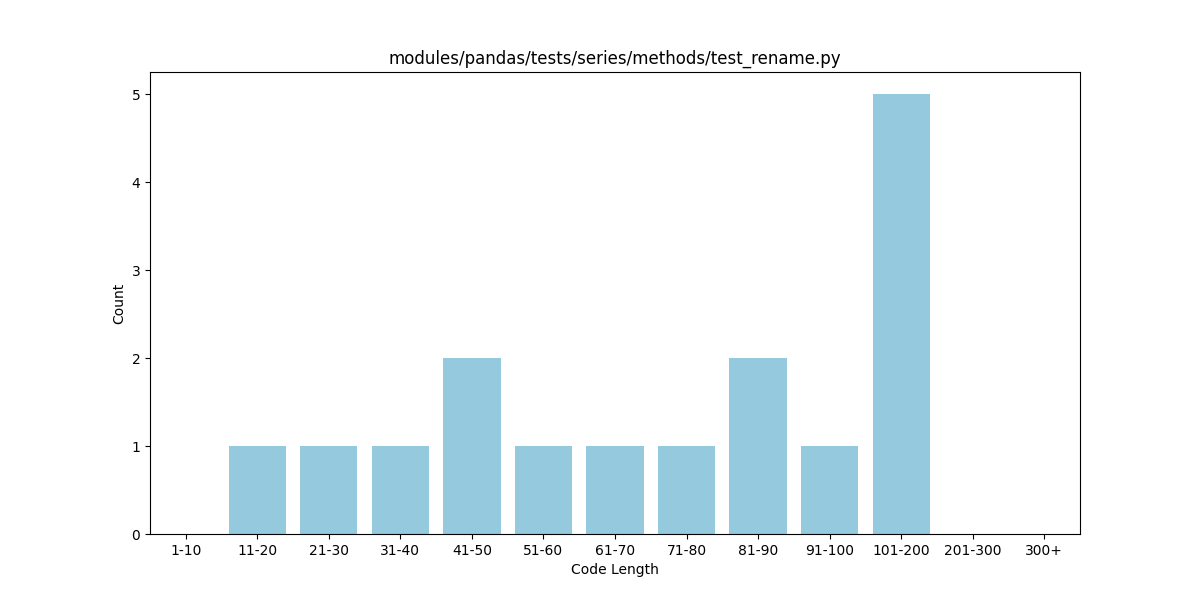 modules/pandas/tests/series/methods/test_rename.py
5
4
3
2
1
0
Count
1-10 11-20 21-30 31-40 41-50 51-60 61-70 71-80 81-90 91-100 101-200 201-300 300+
Code Length